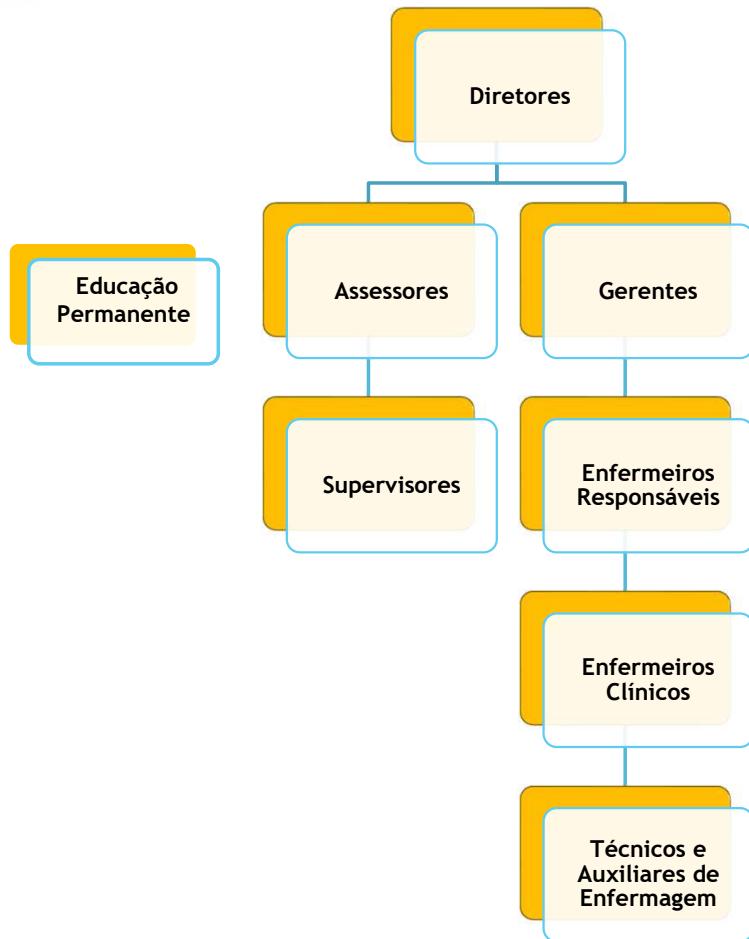 Diretores
Assessores
Gerentes
Educação
Permanente
Supervisores
Enfermeiros
Responsáveis
Enfermeiros
Clínicos
Técnicos e
Auxiliares de
Enfermagem